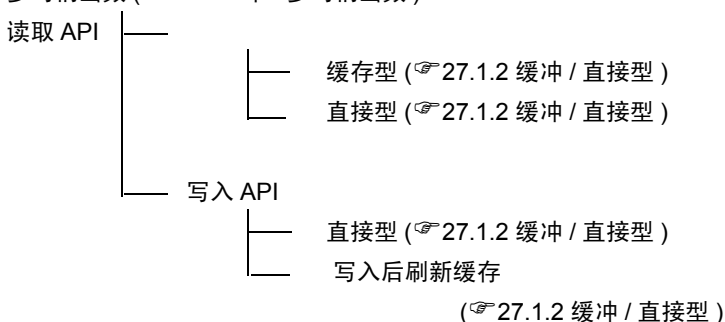 读取 API
缓存型 (☞27.1.2 缓冲 / 直接型 )
直接型 (☞27.1.2 缓冲 / 直接型 )
写入 API
直接型 (☞27.1.2 缓冲 / 直接型 )
写入后刷新缓存
(☞27.1.2 缓冲 / 直接型 )